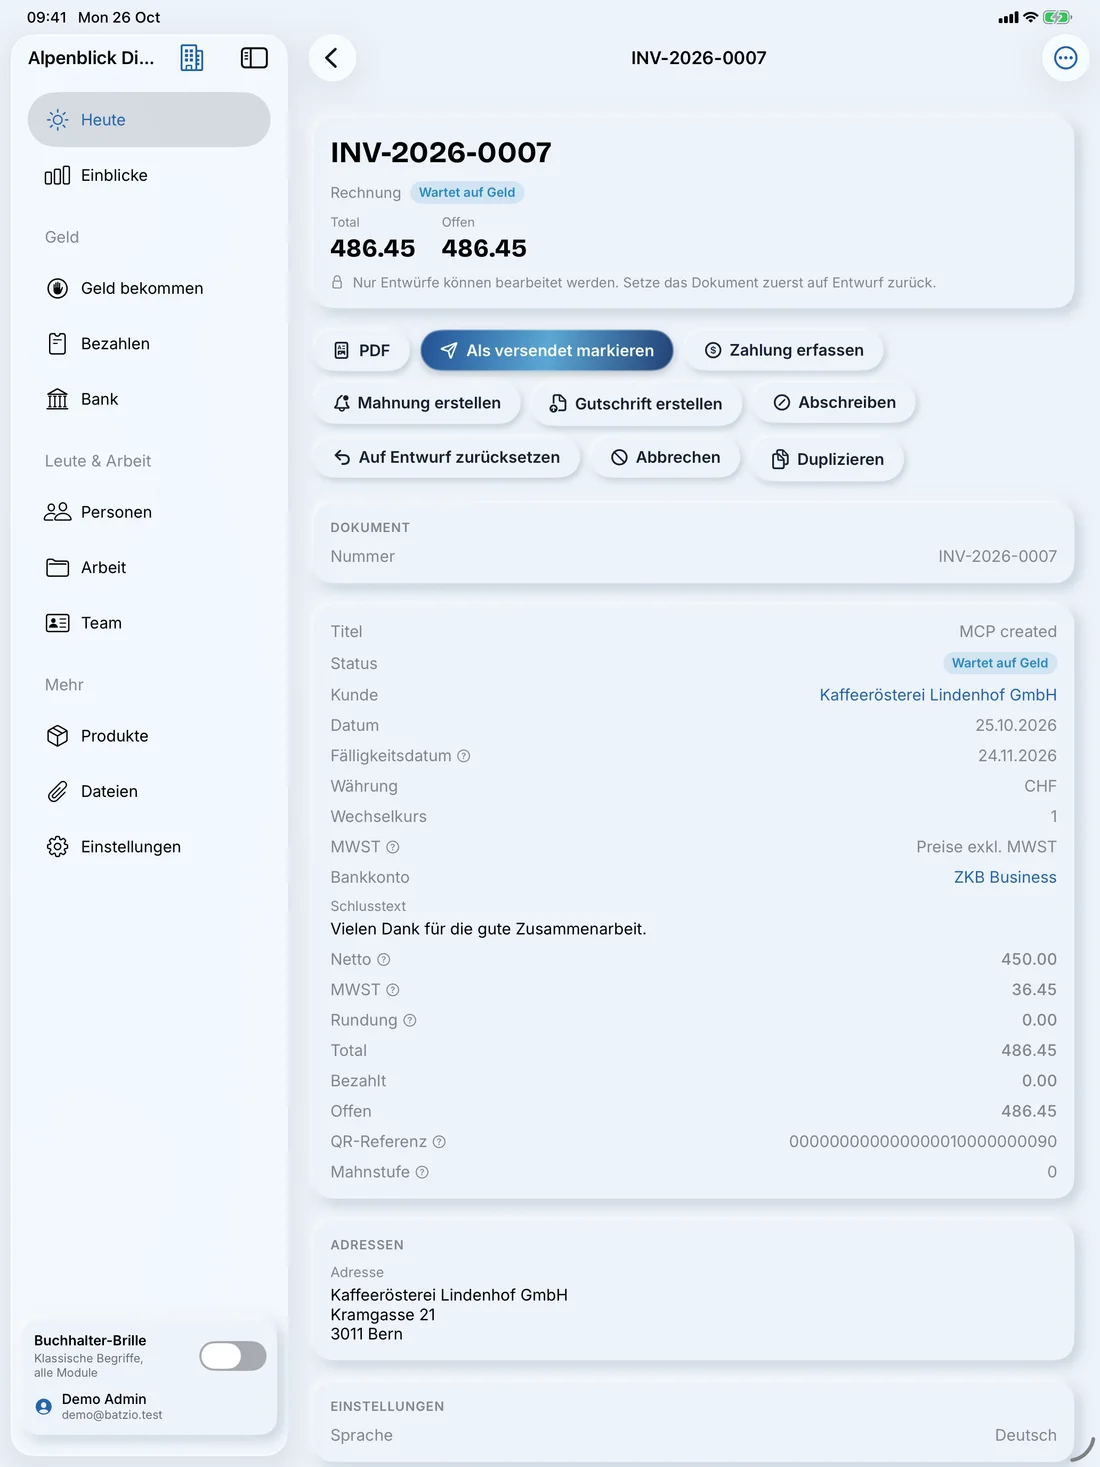 09:41 Mon 26 Oct
Alpenblick Di...
Heute
Einblicke
Geld
Geld bekommen
Bezahlen
Bank
Leute & Arbeit
Personen
Arbeit
Team
Mehr
Produkte
Dateien
Einstellungen
Buchhalter-Brille
Klassische Begriffe,
alle Module
Demo Admin
demo@batzio.test
INV-2026-0007
INV-2026-0007
Rechnung Wartet auf Geld
Total Offen
486.45 486.45
Nur Entwürfe können bearbeitet werden. Setze das Dokument zuerst auf Entwurf zurück.
PDF Als versendet markieren Zahlung erfassen
Mahnung erstellen Gutschrift erstellen Abschreiben
Auf Entwurf zurücksetzen Abbrechen Duplizieren
DOKUMENT
Nummer INV-2026-0007
Titel MCP created
Status Wartet auf Geld
Kunde Kaffeerösterei Lindenhof GmbH
Datum 25.10.2026
Fälligkeitsdatum 24.11.2026
Währung CHF
Wechselkurs 1
MWST Preise exkl. MWST
Bankkonto ZKB Business
Schlusstext
Vielen Dank für die gute Zusammenarbeit.
Netto 450.00
MWST 36.45
Rundung 0.00
Total 486.45
Bezahlt 0.00
Offen 486.45
QR-Referenz 000000000000000010000000090
Mahnstufe 0
ADRESSEN
Adresse
Kaffeerösterei Lindenhof GmbH
Kramgasse 21
3011 Bern
EINSTELLUNGEN
Sprache Deutsch